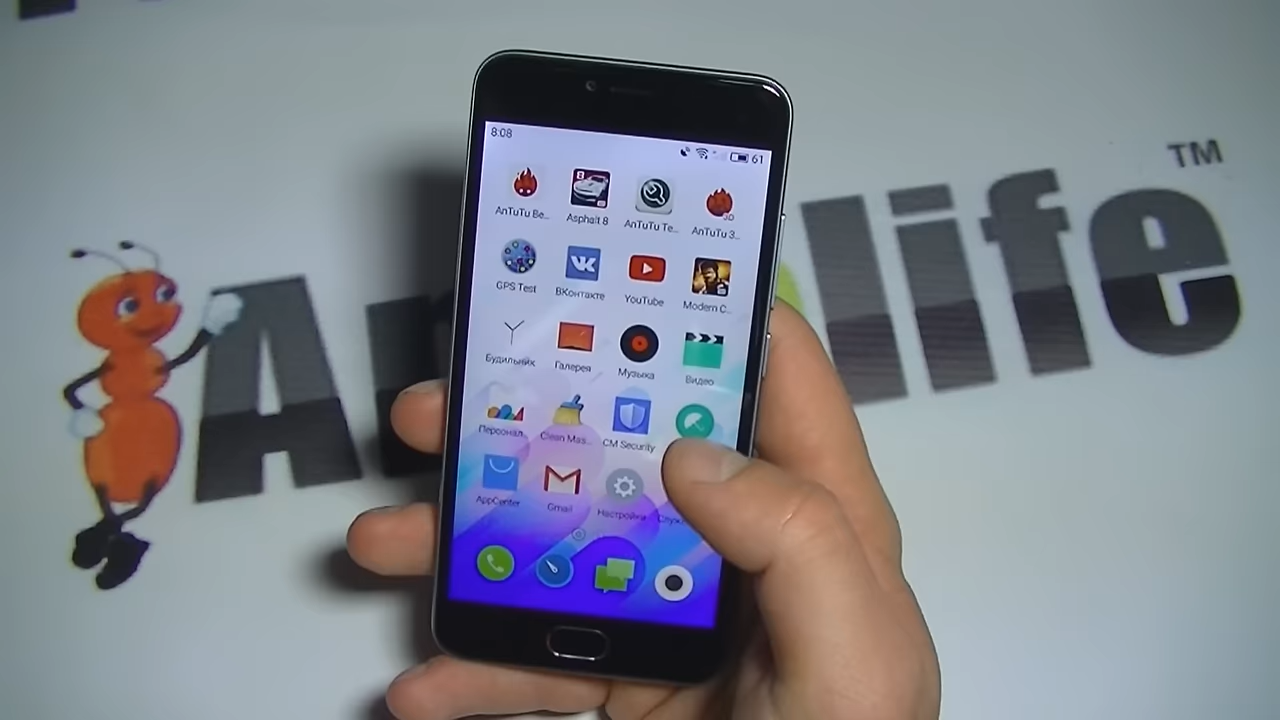 TM
life
8:08
61
AnTuTu Be...
Asphalt 8
AnTuTu Te...
AnTuTu 3...
GPS Test
ВКонтакте
YouTube
Modern C...
Будильник
Галерея
Музыка
Видео
Персонал...
Clean Mas...
CM Security
AppCenter
Gmail
Настройки